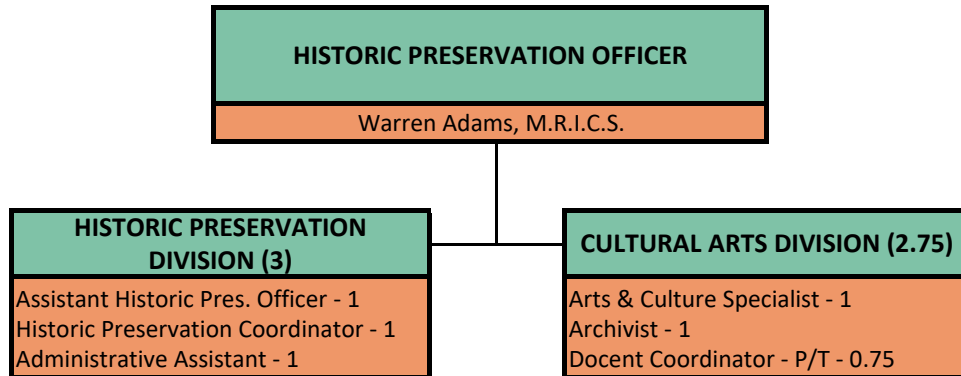 HISTORIC PRESERVATION OFFICER
Warren Adams, M.R.I.C.S.
HISTORIC PRESERVATION
DIVISION (3)
Assistant Historic Pres. Officer - 1
Historic Preservation Coordinator - 1
Administrative Assistant - 1
CULTURAL ARTS DIVISION (2.75)
Arts & Culture Specialist - 1
Archivist - 1
Docent Coordinator - P/T - 0.75